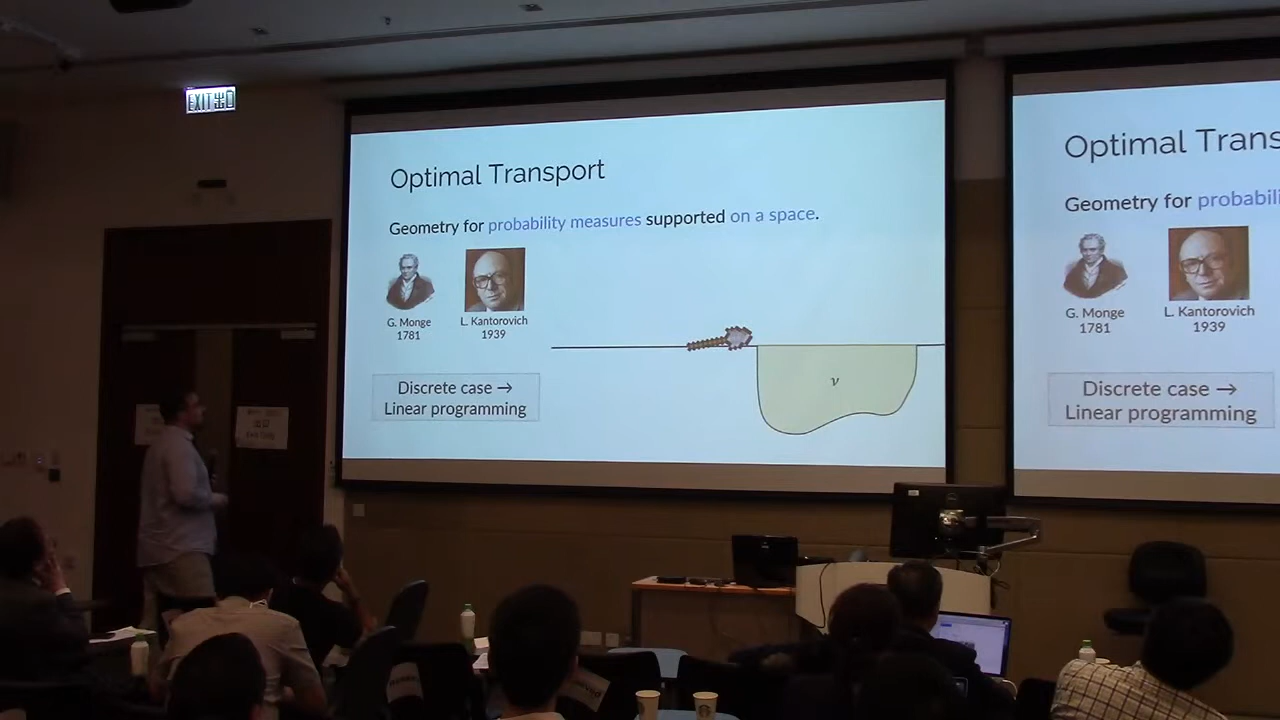 EXIT 出
Optimal Transport
Geometry for probability measures supported on a space.
G. Monge
1781
L. Kantorovich
1939
Discrete case →
Linear programming
ν
Optimal Trans
Geometry for probabili
G. Monge
1781
L. Kantorovich
1939
Discrete case →
Linear programming